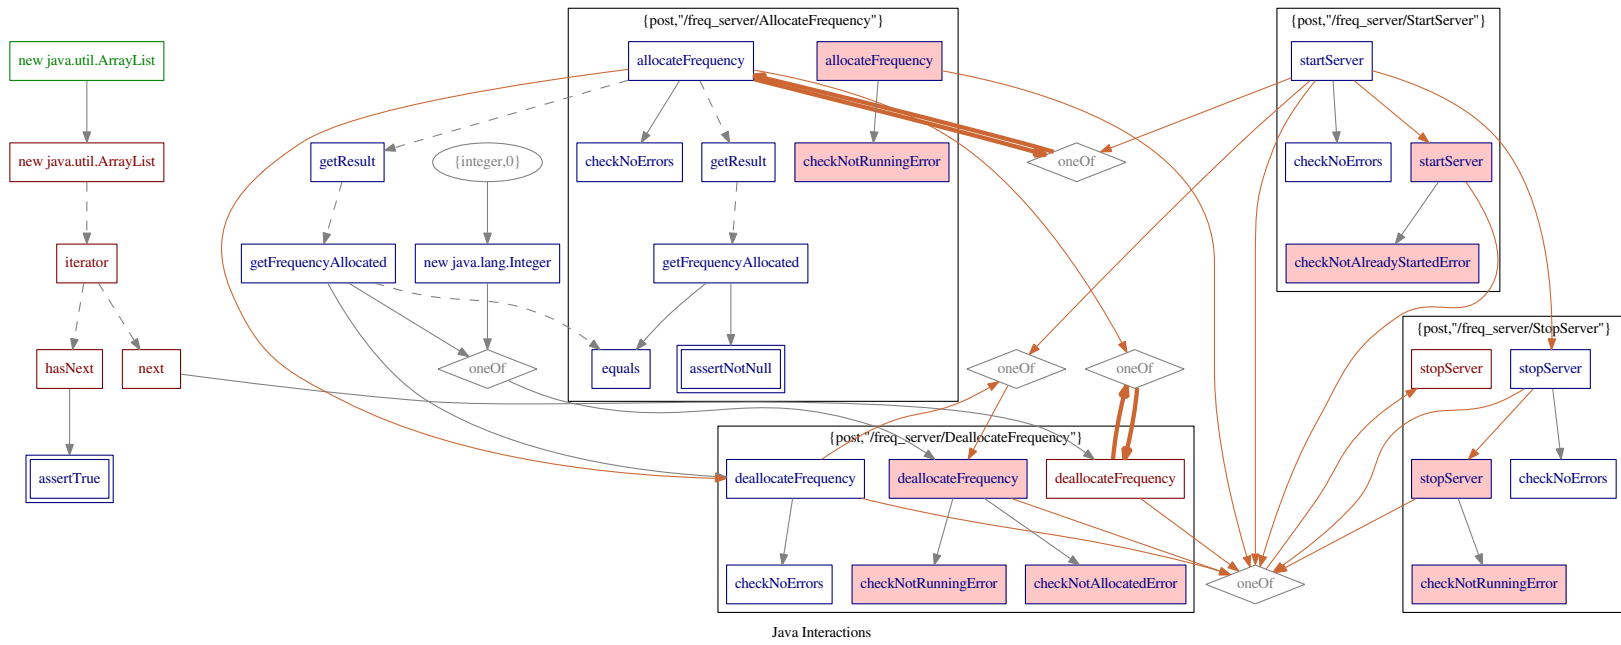 {post,"/freq_server/AllocateFrequency"}
{post,"/freq_server/StartServer"}
new java.util.ArrayList
allocateFrequency
allocateFrequency
startServer
new java.util.ArrayList
getResult
{integer,0}
checkNoErrors
getResult
checkNotRunningError
oneOf
checkNoErrors
startServer
iterator
getFrequencyAllocated
new java.lang.Integer
getFrequencyAllocated
checkNotAlreadyStartedError
{post,"/freq_server/StopServer"}
hasNext
next
oneOf
equals
assertNotNull
oneOf
oneOf
stopServer
stopServer
{post,"/freq_server/DeallocateFrequency"}
assertTrue
deallocateFrequency
deallocateFrequency
deallocateFrequency
stopServer
checkNoErrors
checkNoErrors
checkNotRunningError
checkNotAllocatedError
oneOf
checkNotRunningError
Java Interactions